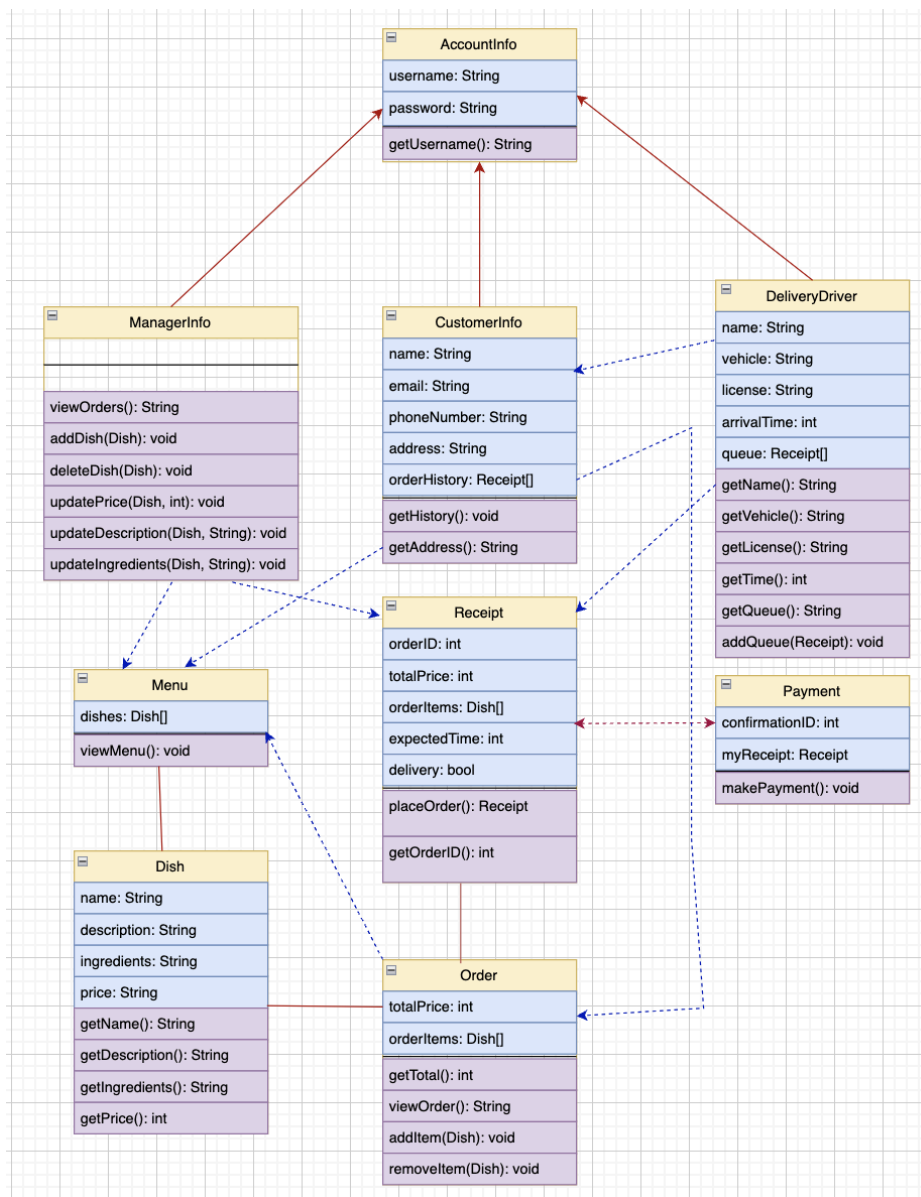 AccountInfo
username: String
password: String
getUsername(): String
ManagerInfo
viewOrders(): String
addDish(Dish): void
deleteDish(Dish): void
updatePrice(Dish, int): void
updateDescription(Dish, String): void
updateIngredients(Dish, String): void
CustomerInfo
name: String
email: String
phoneNumber: String
address: String
orderHistory: Receipt[]
getHistory(): void
getAddress(): String
DeliveryDriver
name: String
vehicle: String
license: String
arrivalTime: int
queue: Receipt[]
getName(): String
getVehicle(): String
getLicense(): String
getTime(): int
getQueue(): String
addQueue(Receipt): void
Menu
dishes: Dish[]
viewMenu(): void
Receipt
orderID: int
totalPrice: int
orderItems: Dish[]
expectedTime: int
delivery: bool
placeOrder(): Receipt
getOrderID(): int
Payment
confirmationID: int
myReceipt: Receipt
makePayment(): void
Dish
name: String
description: String
ingredients: String
price: String
getName(): String
getDescription(): String
getIngredients(): String
getPrice(): int
Order
totalPrice: int
orderItems: Dish[]
getTotal(): int
viewOrder(): String
addItem(Dish): void
removeItem(Dish): void